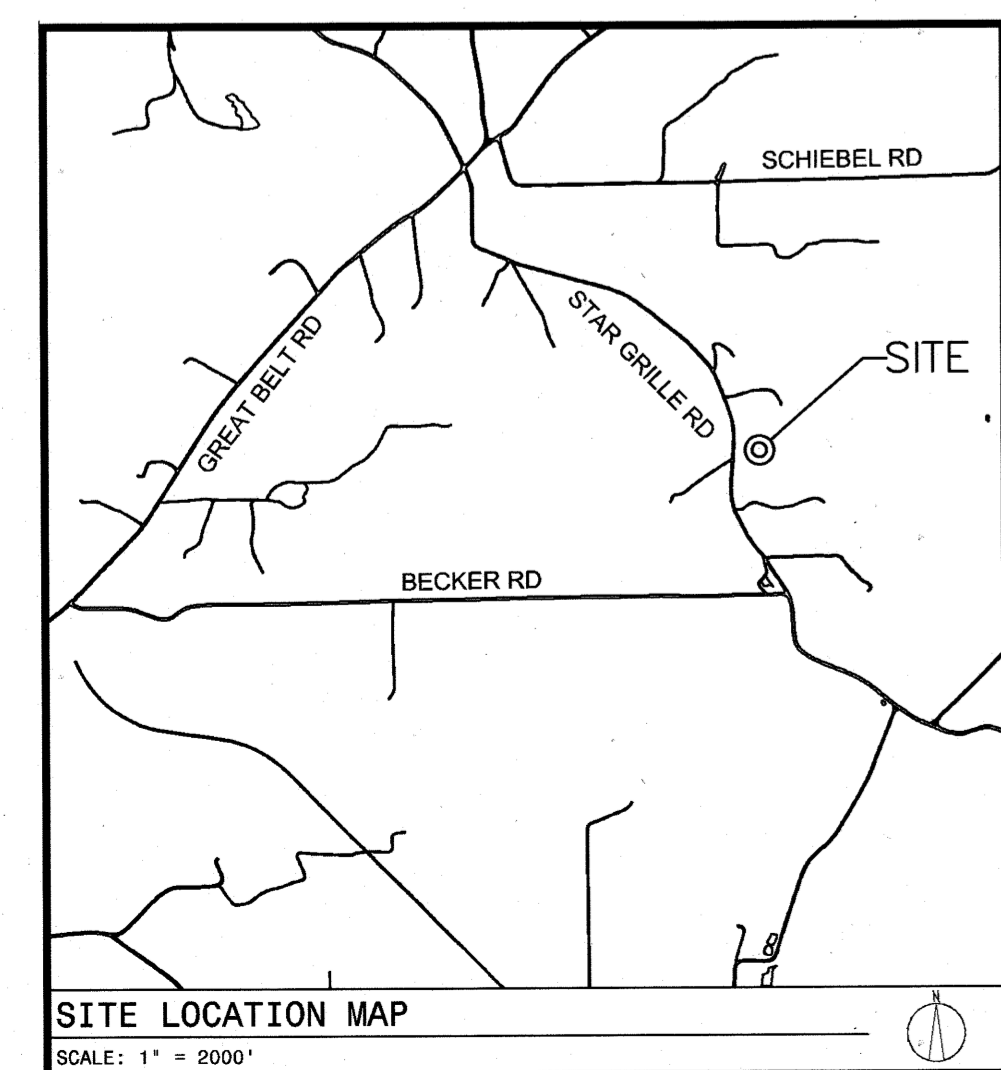 SCHIEBEL RD
STAR GRILLE RD
SITE
GREAT BELT RD
BECKER RD
SITE LOCATION MAP
N
SCALE: 1" = 2000'